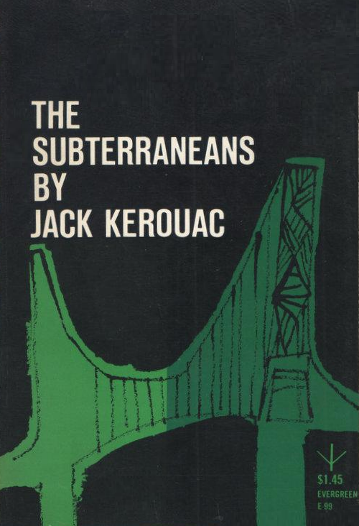 THE
SUBTERRANEANS
BY
JACK KEROUAC
$1.45
EVERGREEN
E 99